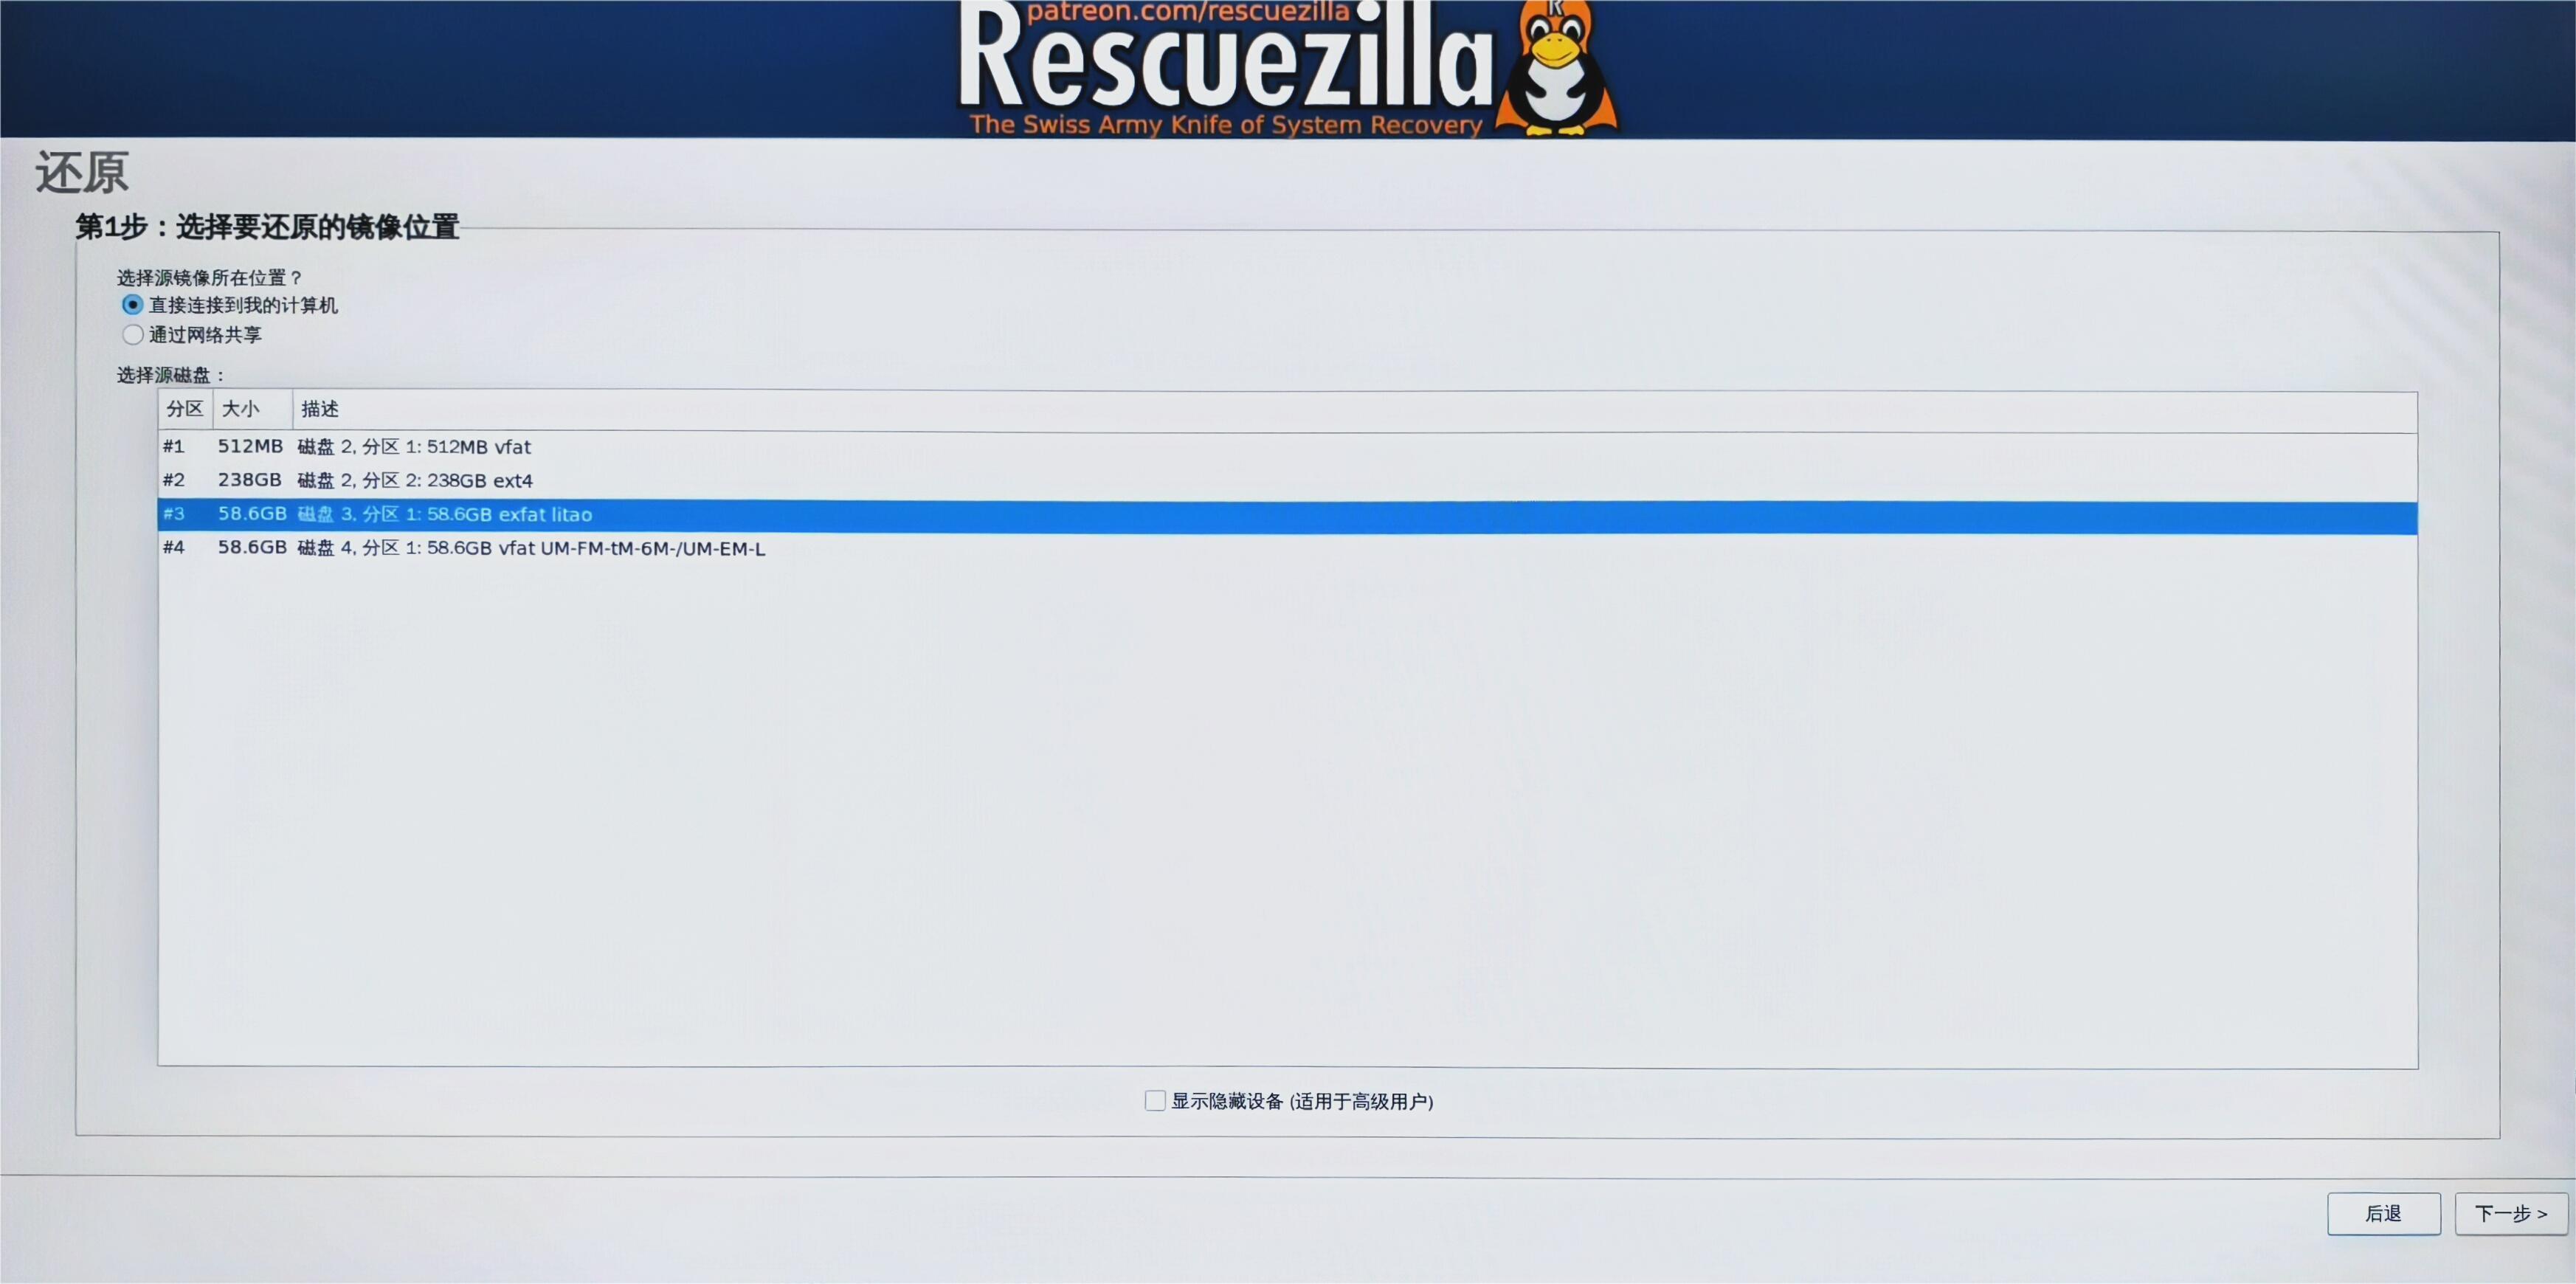 patreon.com/rescuezilla
Rescuezilla
The Swiss Army Knife of System Recovery
还原
第1步：选择要还原的镜像位置
选择源镜像所在位置？
直接连接到我的计算机
通过网络共享
选择源磁盘：
分区 大小 描述
#1 512MB 磁盘 2, 分区 1: 512MB vfat
#2 238GB 磁盘 2, 分区 2: 238GB ext4
#3 58.6GB 磁盘 3, 分区 1: 58.6GB exfat litao
#4 58.6GB 磁盘 4, 分区 1: 58.6GB vfat UM-FM-tM-6M-/UM-EM-L
显示隐藏设备 (适用于高级用户)
后退 下一步 >